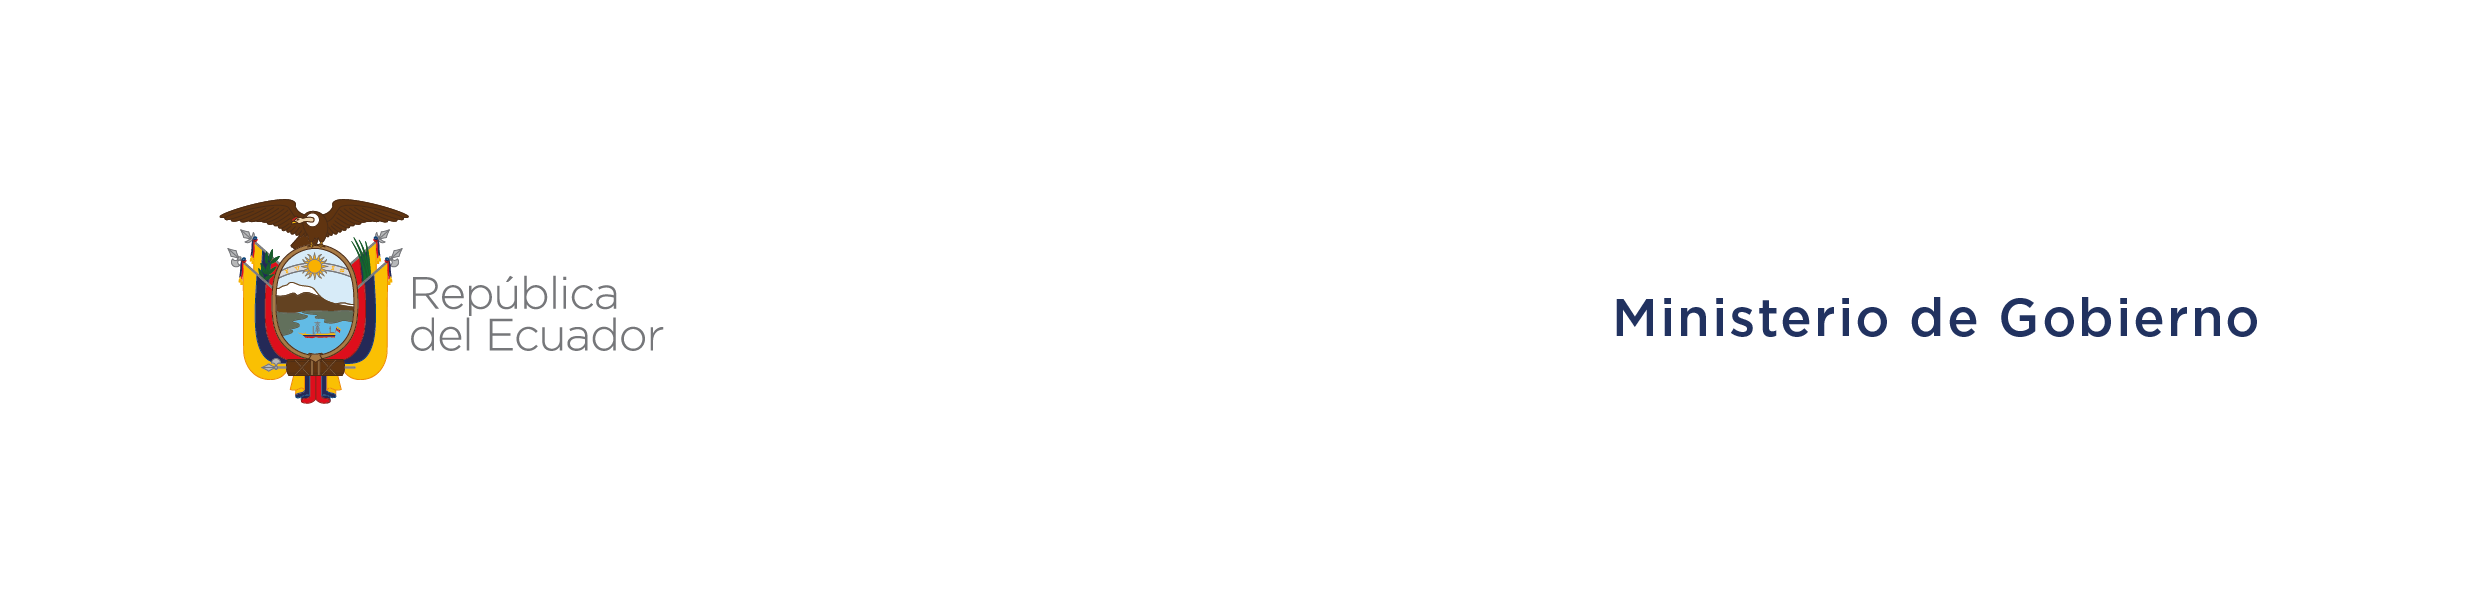 República
del Ecuador
Ministerio de Gobierno